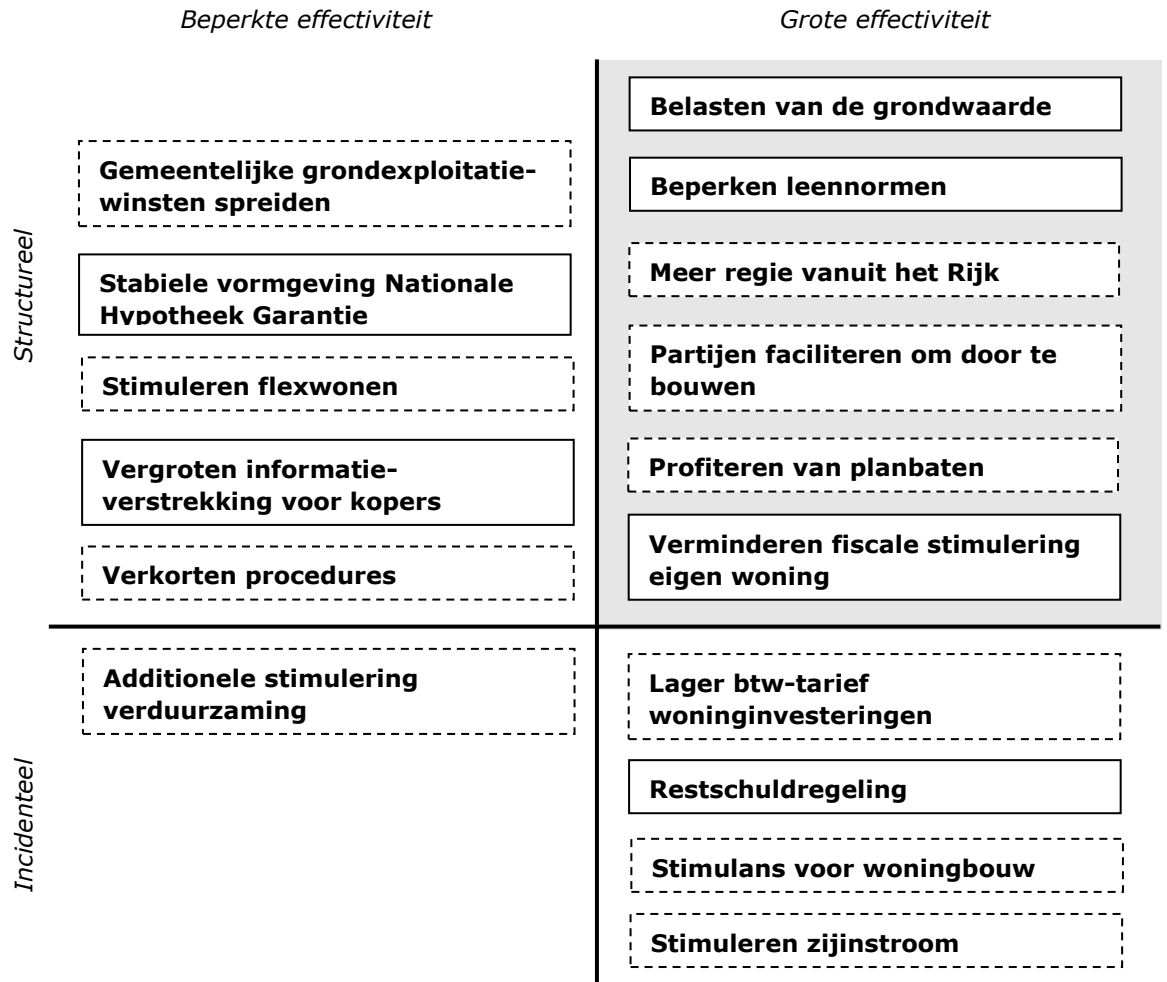 Beperkte effectiviteit
Grote effectiviteit
Structureel
Gemeentelijke grondexploitatie-
winsten spreiden
Stabiele vormgeving Nationale
Hypotheek Garantie
Stimuleren flexwonen
Vergroten informatie-
verstrekking voor kopers
Verkorten procedures
Belasten van de grondwaarde
Beperken leennormen
Meer regie vanuit het Rijk
Partijen faciliteren om door te
bouwen
Profiteren van planbaten
Verminderen fiscale stimulering
eigen woning
Incidenteel
Additionele stimulering
verduurzaming
Lager btw-tarief
woninginvesteringen
Restschuldregeling
Stimulans voor woningbouw
Stimuleren zijinstroom